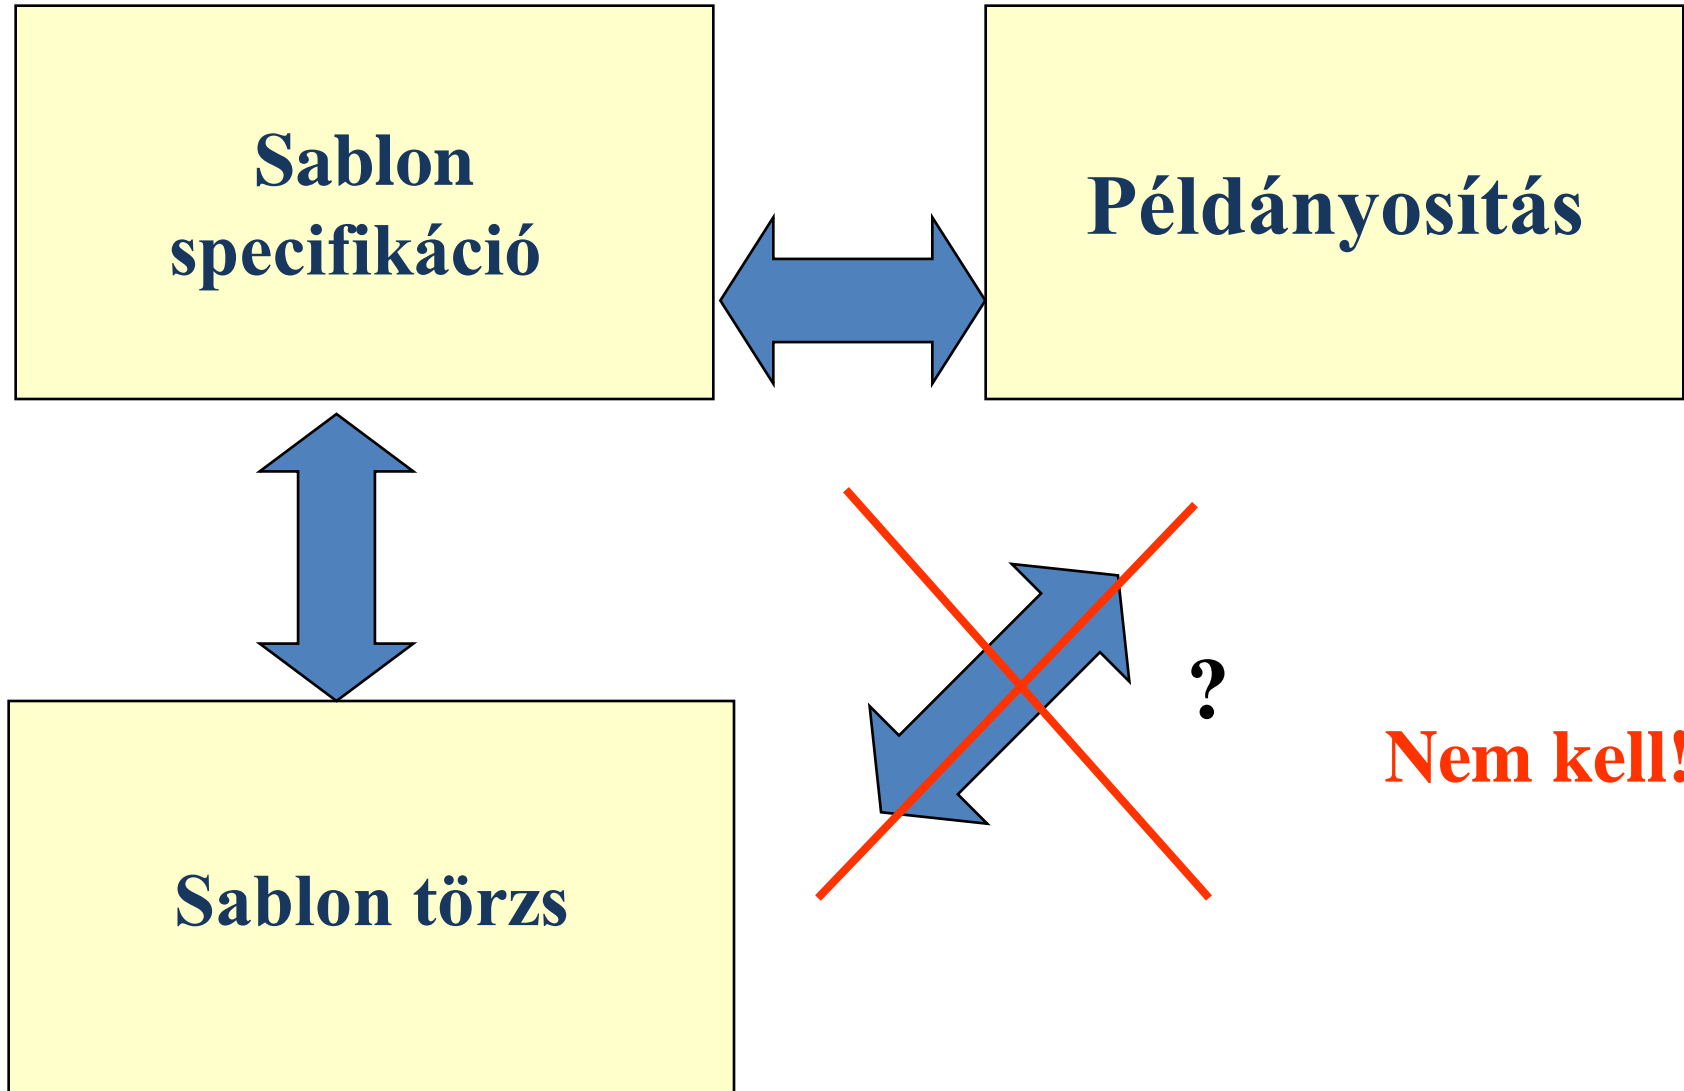 Sablon
specifikáció
Példányosítás
?
Nem kell!
Sablon törzs